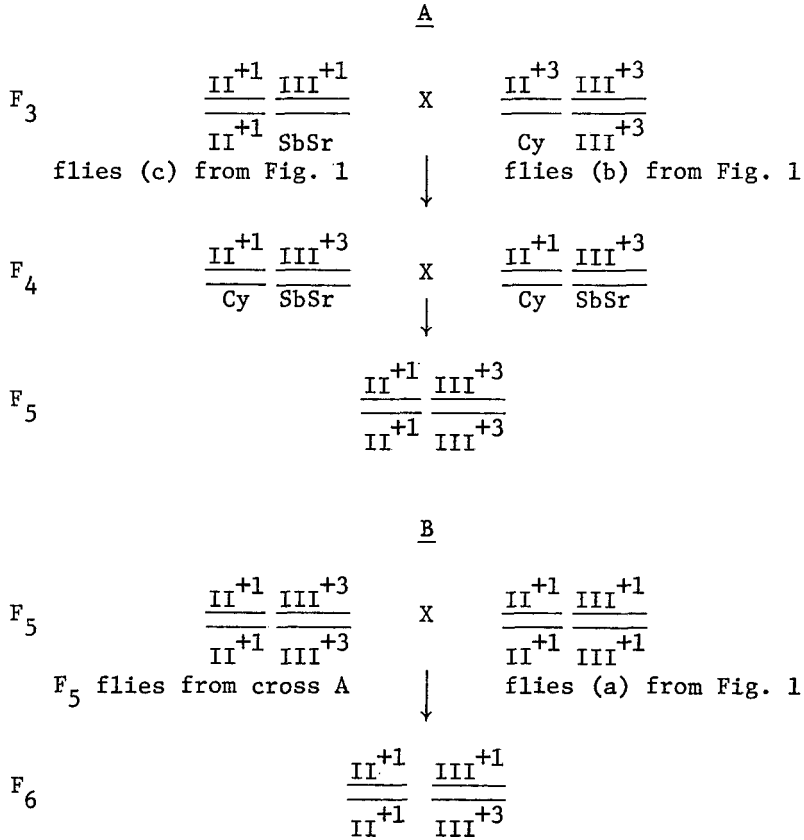 A
II+1 III+1 II+3 III+3
F3 X
II+1 SbSr Cy III+3
flies (c) from Fig. 1 flies (b) from Fig. 1
II+1 III+3 II+1 III+3
F4 X
Cy SbSr Cy SbSr
II+1 III+3
F5
II+1 III+3
B
II+1 III+3 II+1 III+1
F5 X
II+1 III+3 II+1 III+1
F5 flies from cross A flies (a) from Fig. 1
II+1 III+1
F6
II+1 III+3